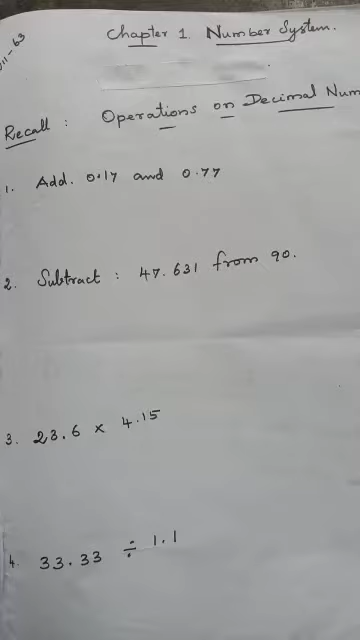 Chapter 1. Number System.
Recall : Operations on Decimal Num
1. Add. 0.17 and 0.77
2. Subtract : 47.631 from 90.
3. 23.6 × 4.15
4. 33.33 ÷ 1.1